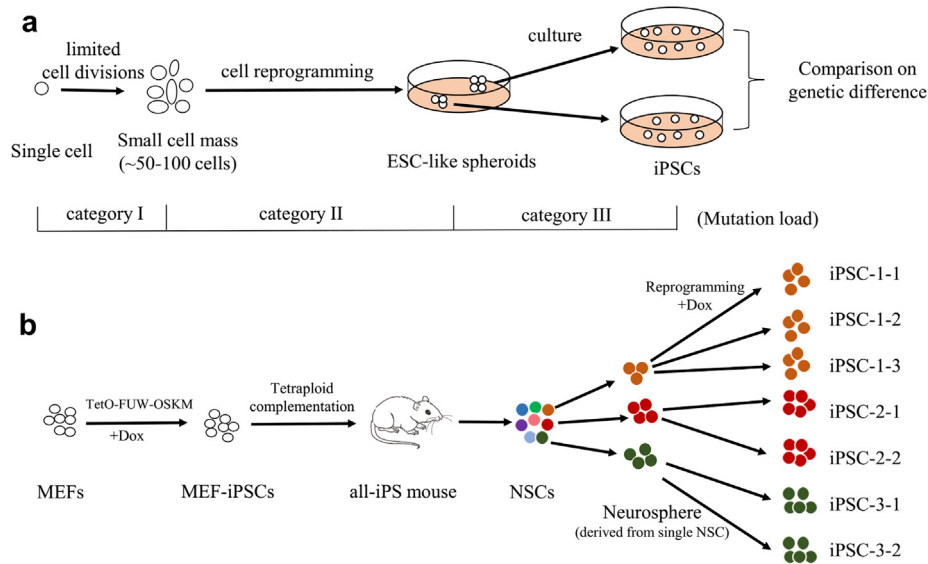 a
limited
cell divisions
cell reprogramming
culture
Comparison on
genetic difference
Single cell
Small cell mass
(~50-100 cells)
ESC-like spheroids
iPSCs
category I
category II
category III
(Mutation load)
b
Reprogramming
+Dox
iPSC-1-1
iPSC-1-2
iPSC-1-3
TetO-FUW-OSKM
+Dox
Tetraploid
complementation
iPSC-2-1
iPSC-2-2
MEFs
MEF-iPSCs
all-iPS mouse
NSCs
Neurosphere
(derived from single NSC)
iPSC-3-1
iPSC-3-2